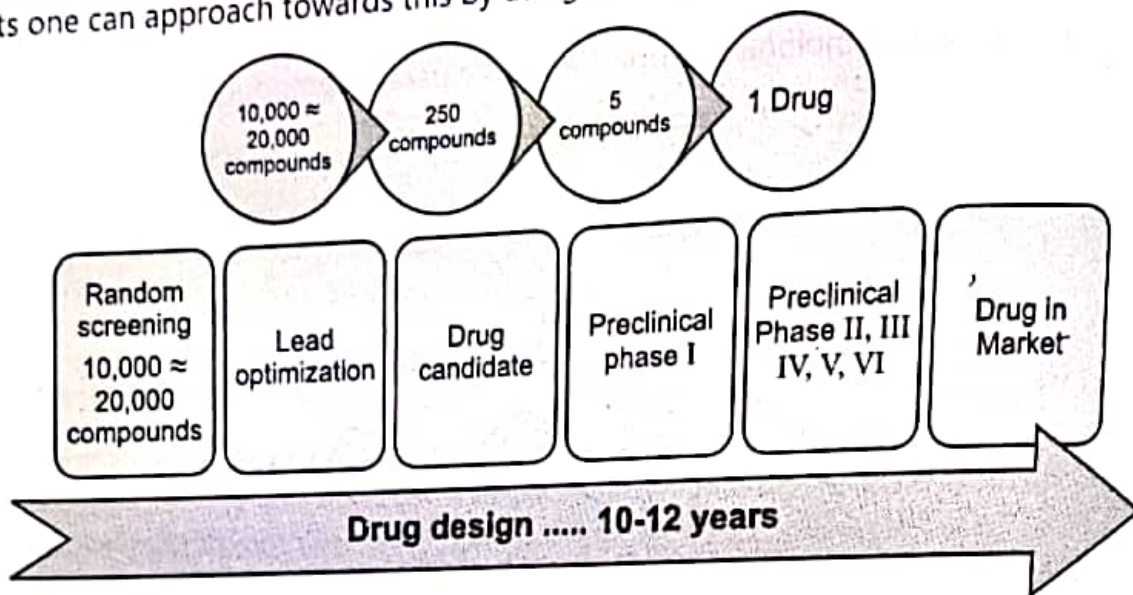 ts one can approach towards this by
10,000 ≈
20,000
compounds
250
compounds
5
compounds
1 Drug
Random
screening
10,000 ≈
20,000
compounds
Lead
optimization
Drug
candidate
Preclinical
phase I
Preclinical
Phase II, III
IV, V, VI
Drug in
Market
Drug design ..... 10-12 years